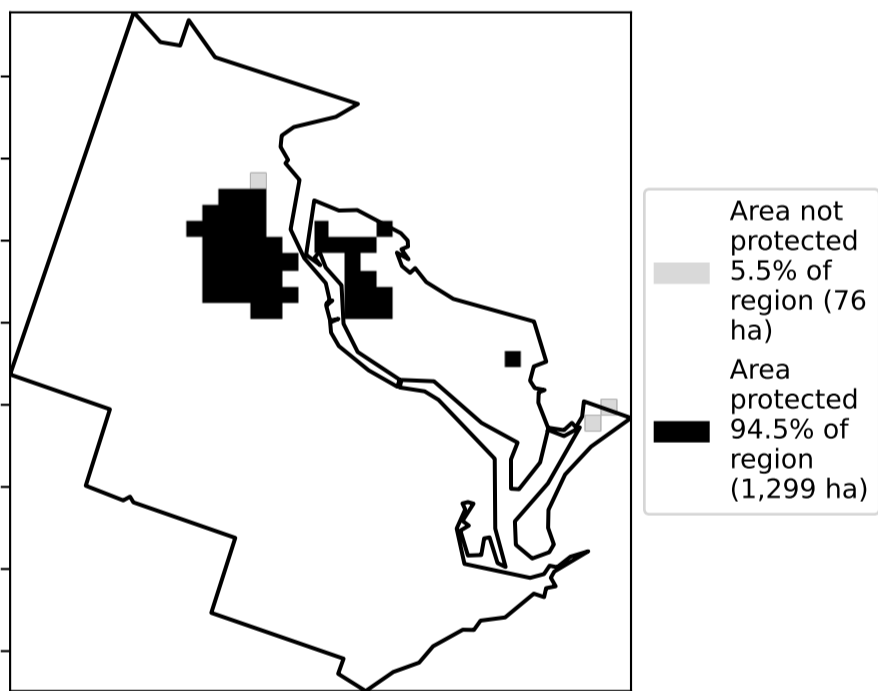 Area not
protected
5.5% of
region (76
ha)
Area
protected
94.5% of
region
(1,299 ha)